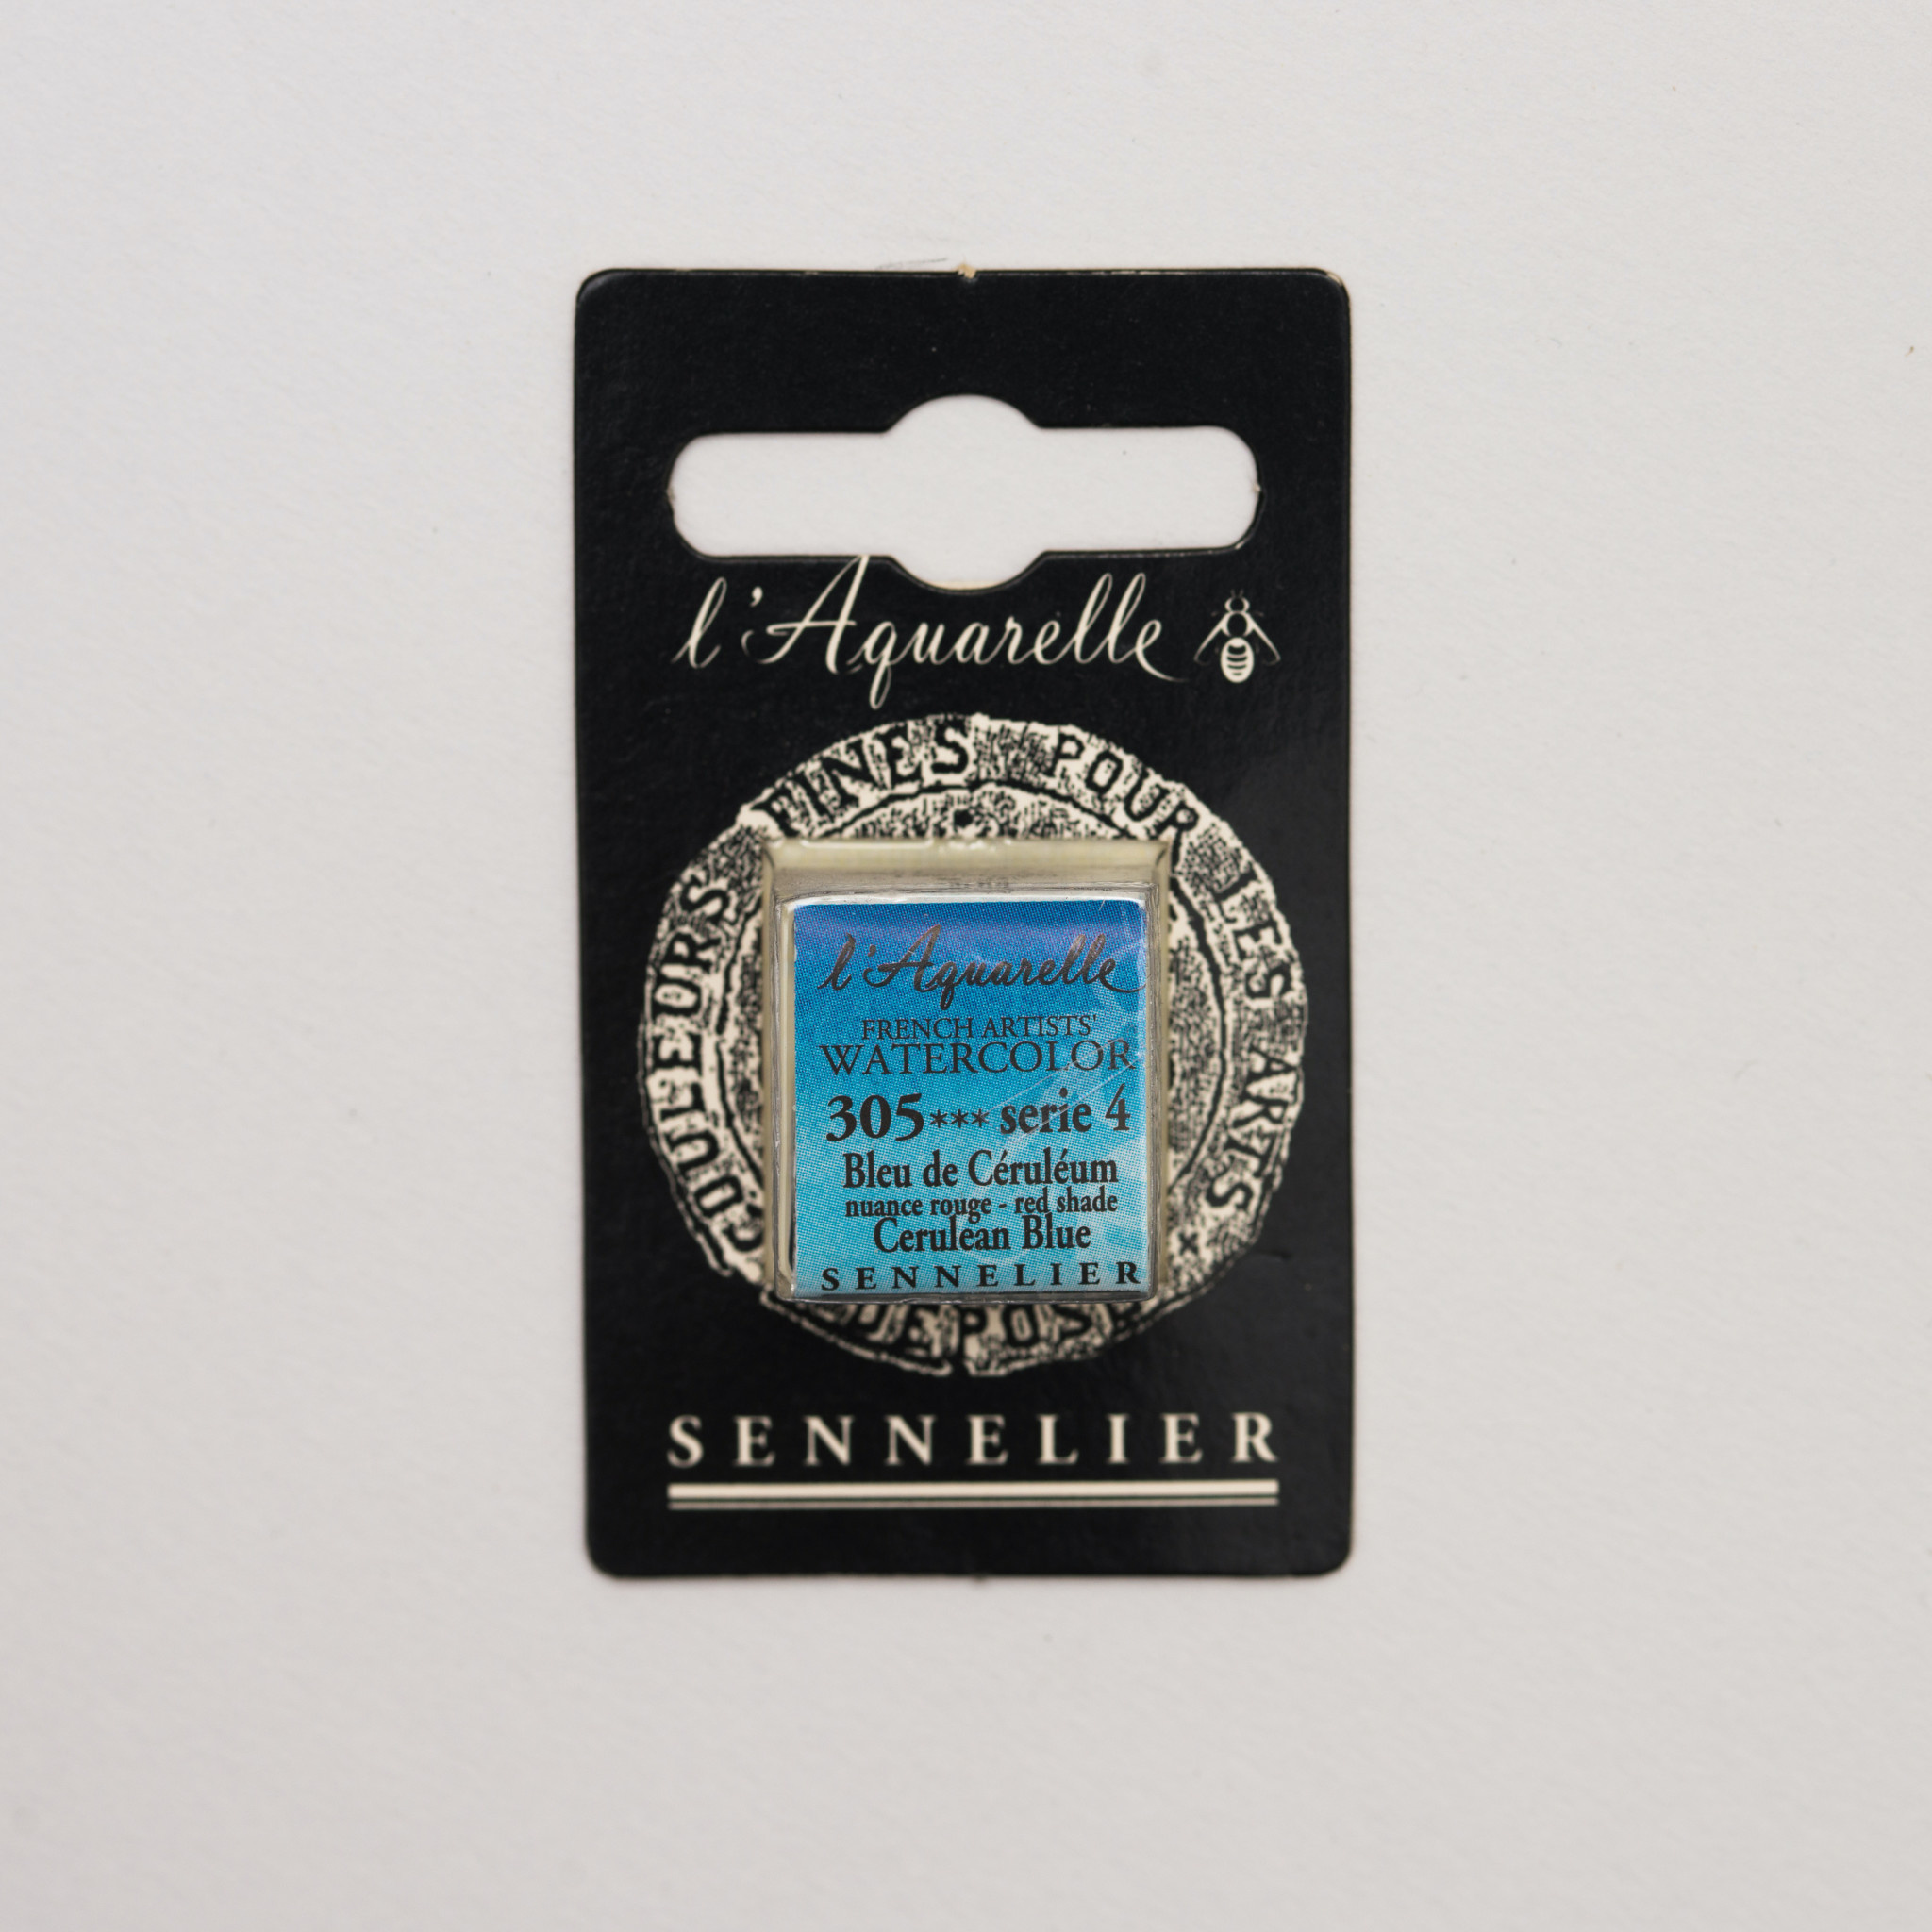 l'Aquarelle
COULEURS FINES POUR LES ARTS
l'Aquarelle
FRENCH ARTISTS'
WATERCOLOR
305*** serie 4
Bleu de Céruléum
nuance rouge - red shade
Cerulean Blue
SENNELIER
SENNELIER